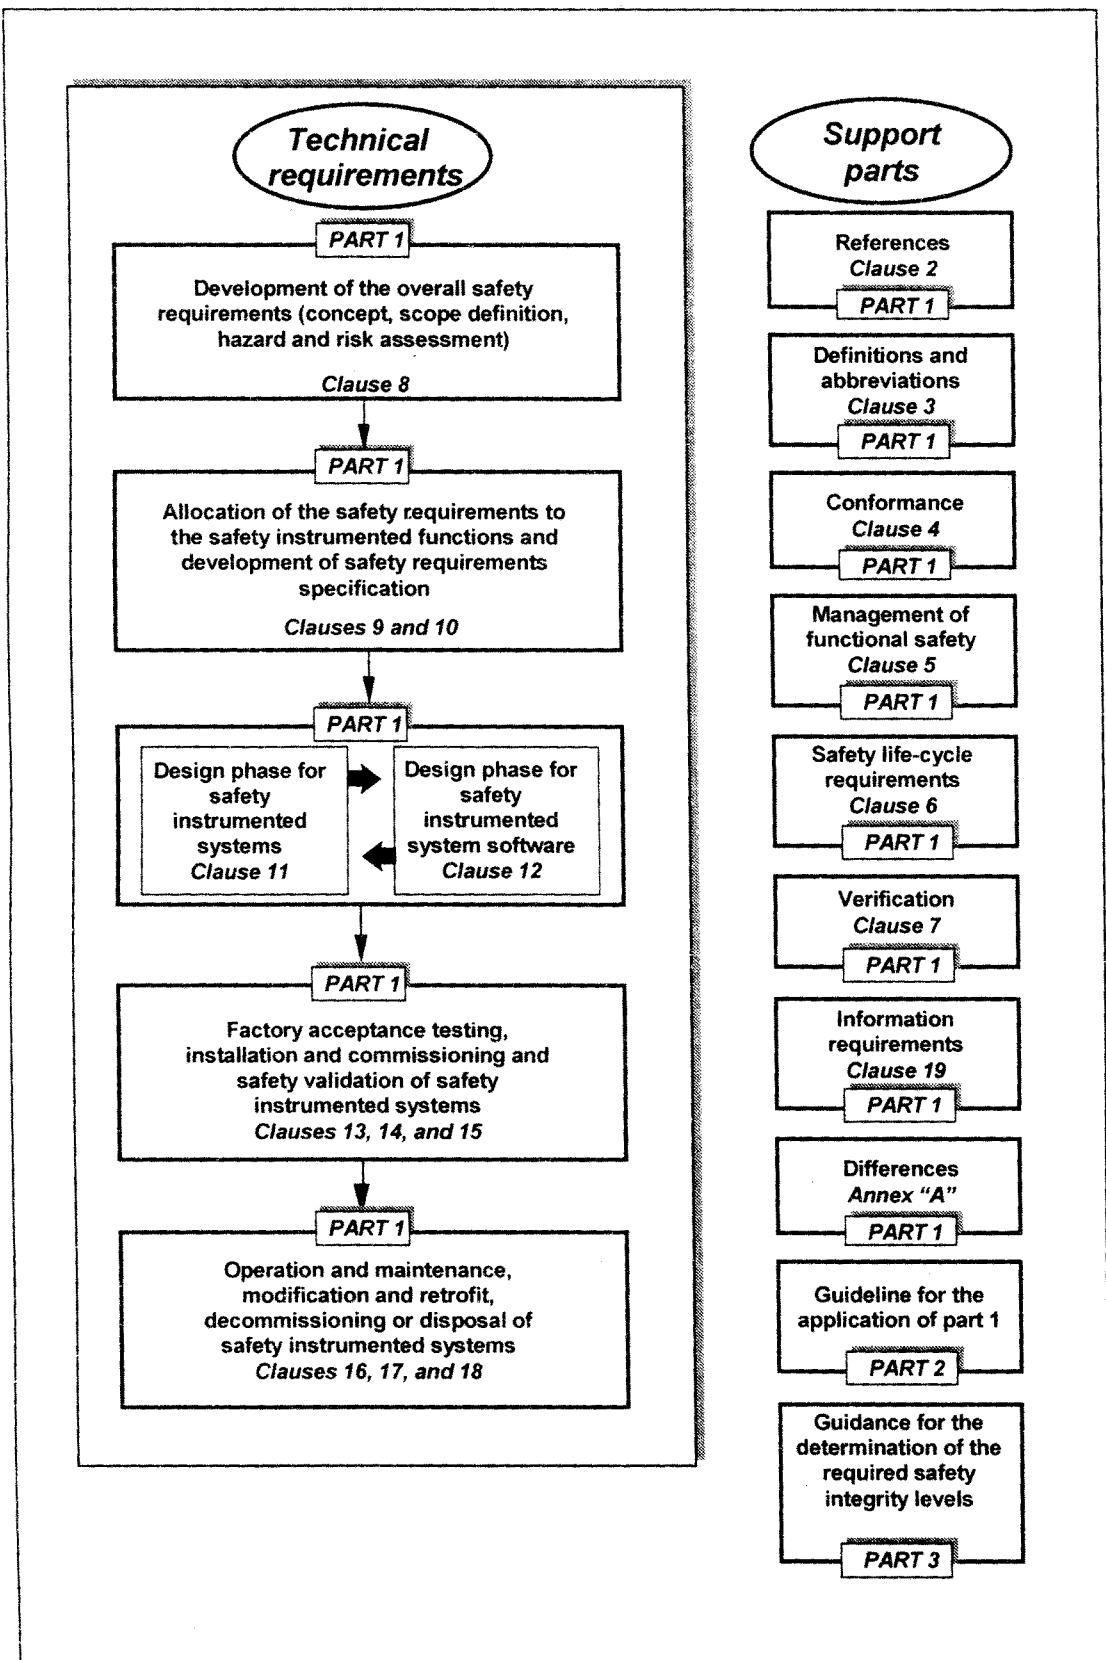 Technical
requirements
PART 1
Development of the overall safety
requirements (concept, scope definition,
hazard and risk assessment)
Clause 8
PART 1
Allocation of the safety requirements to
the safety instrumented functions and
development of safety requirements
specification
Clauses 9 and 10
PART 1
Design phase for
safety
instrumented
systems
Clause 11
Design phase for
safety
instrumented
system software
Clause 12
PART 1
Factory acceptance testing,
installation and commissioning and
safety validation of safety
instrumented systems
Clauses 13, 14, and 15
PART 1
Operation and maintenance,
modification and retrofit,
decommissioning or disposal of
safety instrumented systems
Clauses 16, 17, and 18
Support
parts
References
Clause 2
PART 1
Definitions and
abbreviations
Clause 3
PART 1
Conformance
Clause 4
PART 1
Management of
functional safety
Clause 5
PART 1
Safety life-cycle
requirements
Clause 6
PART 1
Verification
Clause 7
PART 1
Information
requirements
Clause 19
PART 1
Differences
Annex “A”
PART 1
Guideline for the
application of part 1
PART 2
Guidance for the
determination of the
required safety
integrity levels
PART 3